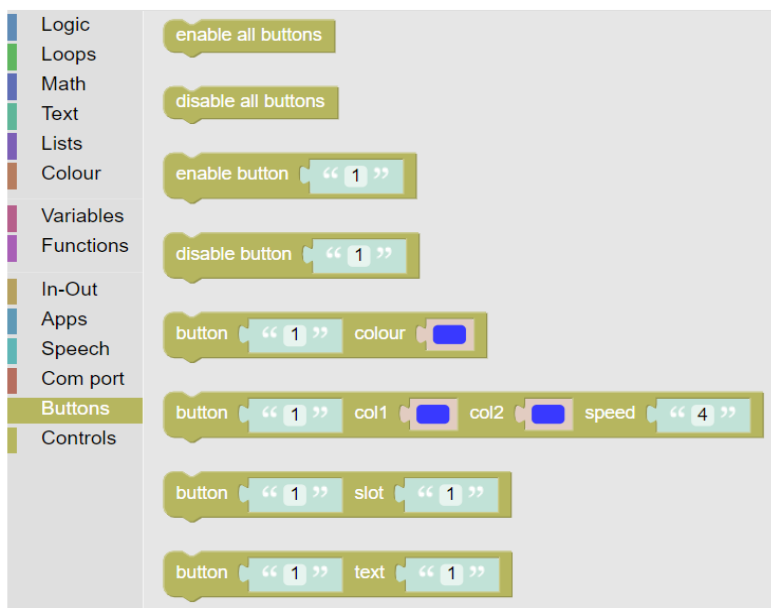 Logic
Loops
Math
Text
Lists
Colour
Variables
Functions
In-Out
Apps
Speech
Com port
Buttons
Controls
enable all buttons
disable all buttons
enable button “ 1 ”
disable button “ 1 ”
button “ 1 ” colour
button “ 1 ” col1 col2 speed “ 4 ”
button “ 1 ” slot “ 1 ”
button “ 1 ” text “ 1 ”